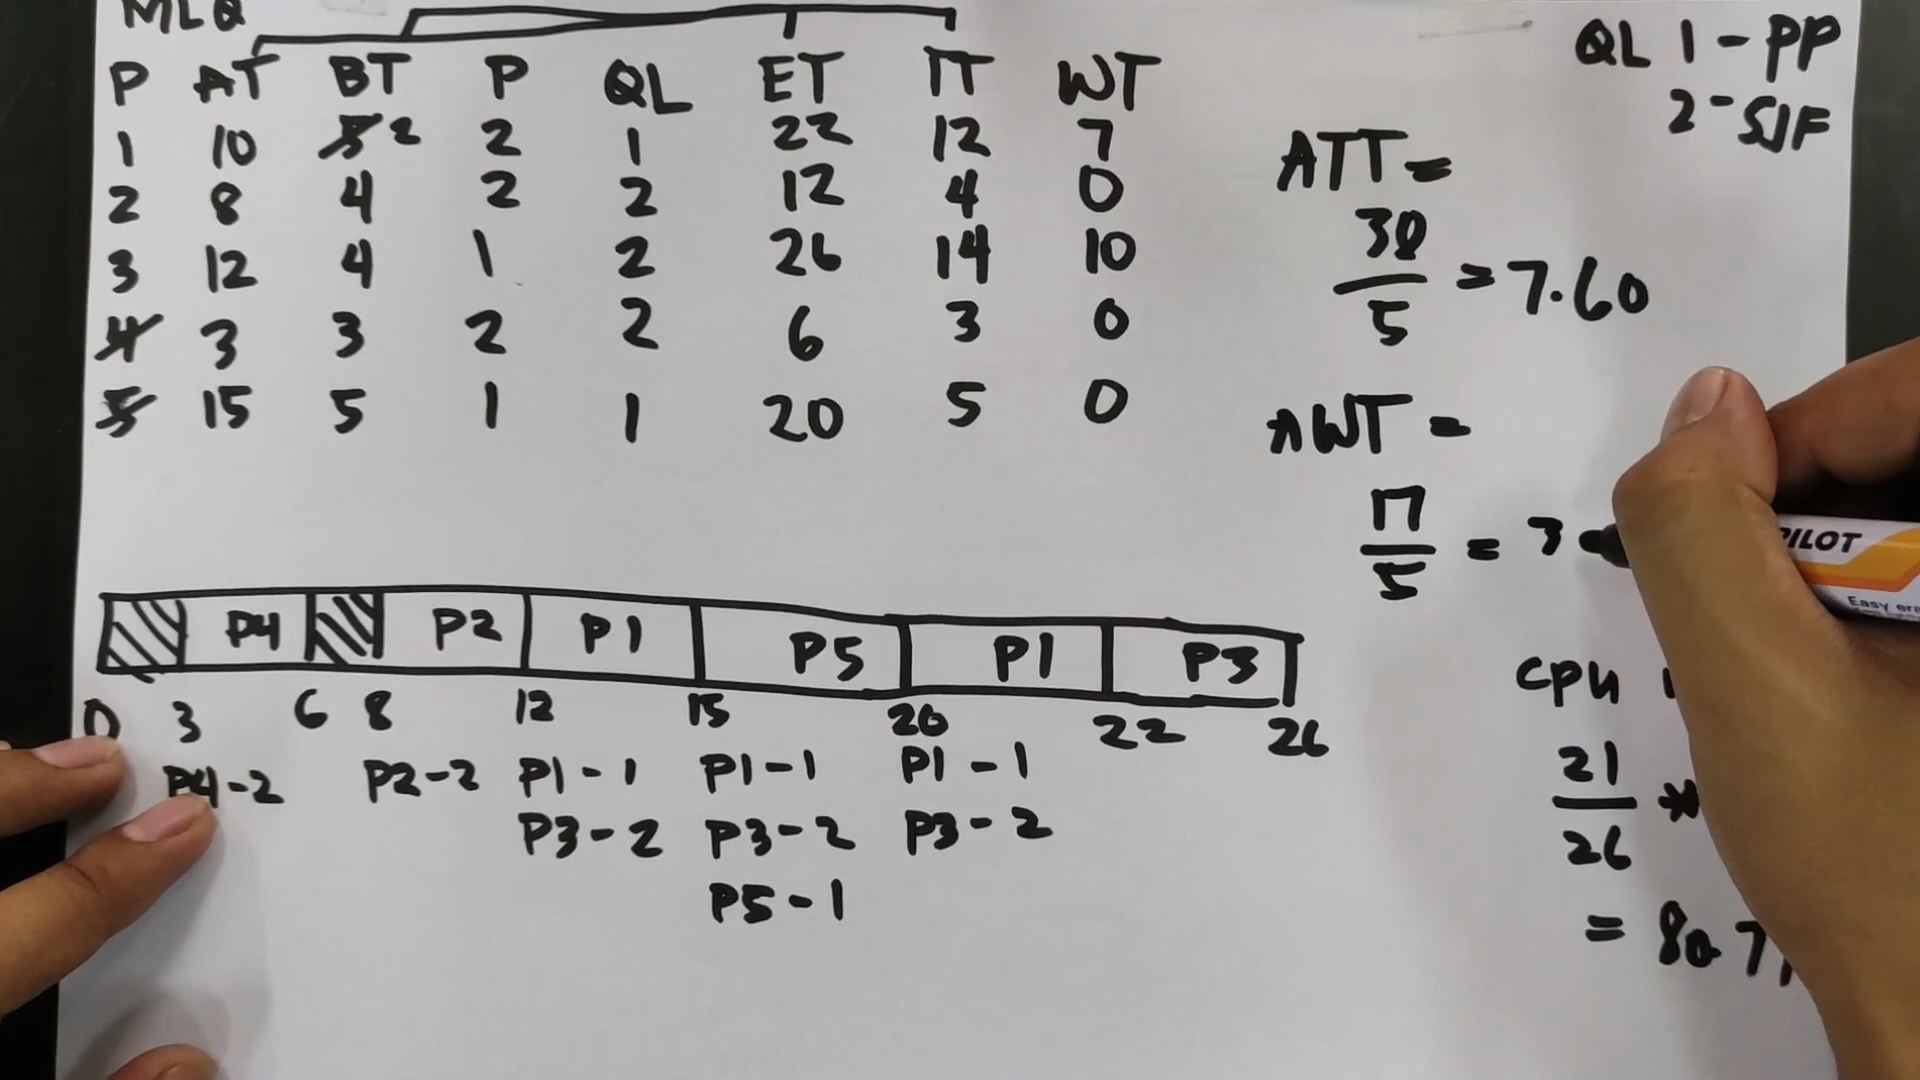 MLQ
P AT BT P QL ET TT WT
1 10 5 2 2 1 22 12 7
2 8 4 2 2 12 4 0
3 12 4 1 2 26 14 10
4 3 3 2 2 6 3 0
5 15 5 1 1 20 5 0
QL 1 - PP
2 - SJF
ATT =
38
5
= 7.60
AWT =
17
5
= 3
PILOT
Easy era
CPU
21
26
*
= 80.7
P4 P2 P1 P5 P1 P3
0 3 6 8 12 15 20 22 26
P4-2 P2-2 P1-1 P1-1 P1-1
P3-2 P3-2 P3-2
P5-1